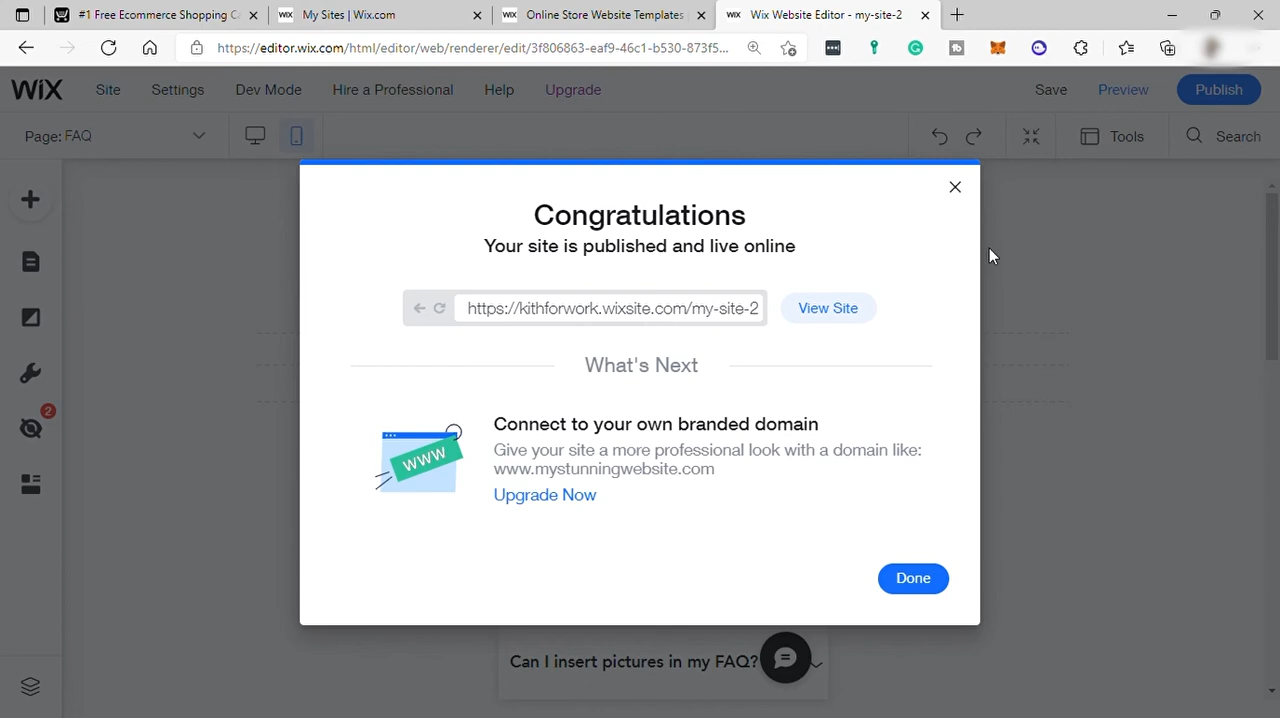 #1 Free Ecommerce Shopping Ca
My Sites | Wix.com
Online Store Website Templates
Wix Website Editor - my-site-2
https://editor.wix.com/html/editor/web/renderer/edit/3f806863-eaf9-46c1-b530-873f5...
WiX
Site
Settings
Dev Mode
Hire a Professional
Help
Upgrade
Save
Preview
Publish
Page: FAQ
Tools
Search
Congratulations
Your site is published and live online
https://kithforwork.wixsite.com/my-site-2
View Site
What's Next
2
WWW
Connect to your own branded domain
Give your site a more professional look with a domain like:
www.mystunningwebsite.com
Upgrade Now
Done
Can I insert pictures in my FAQ?